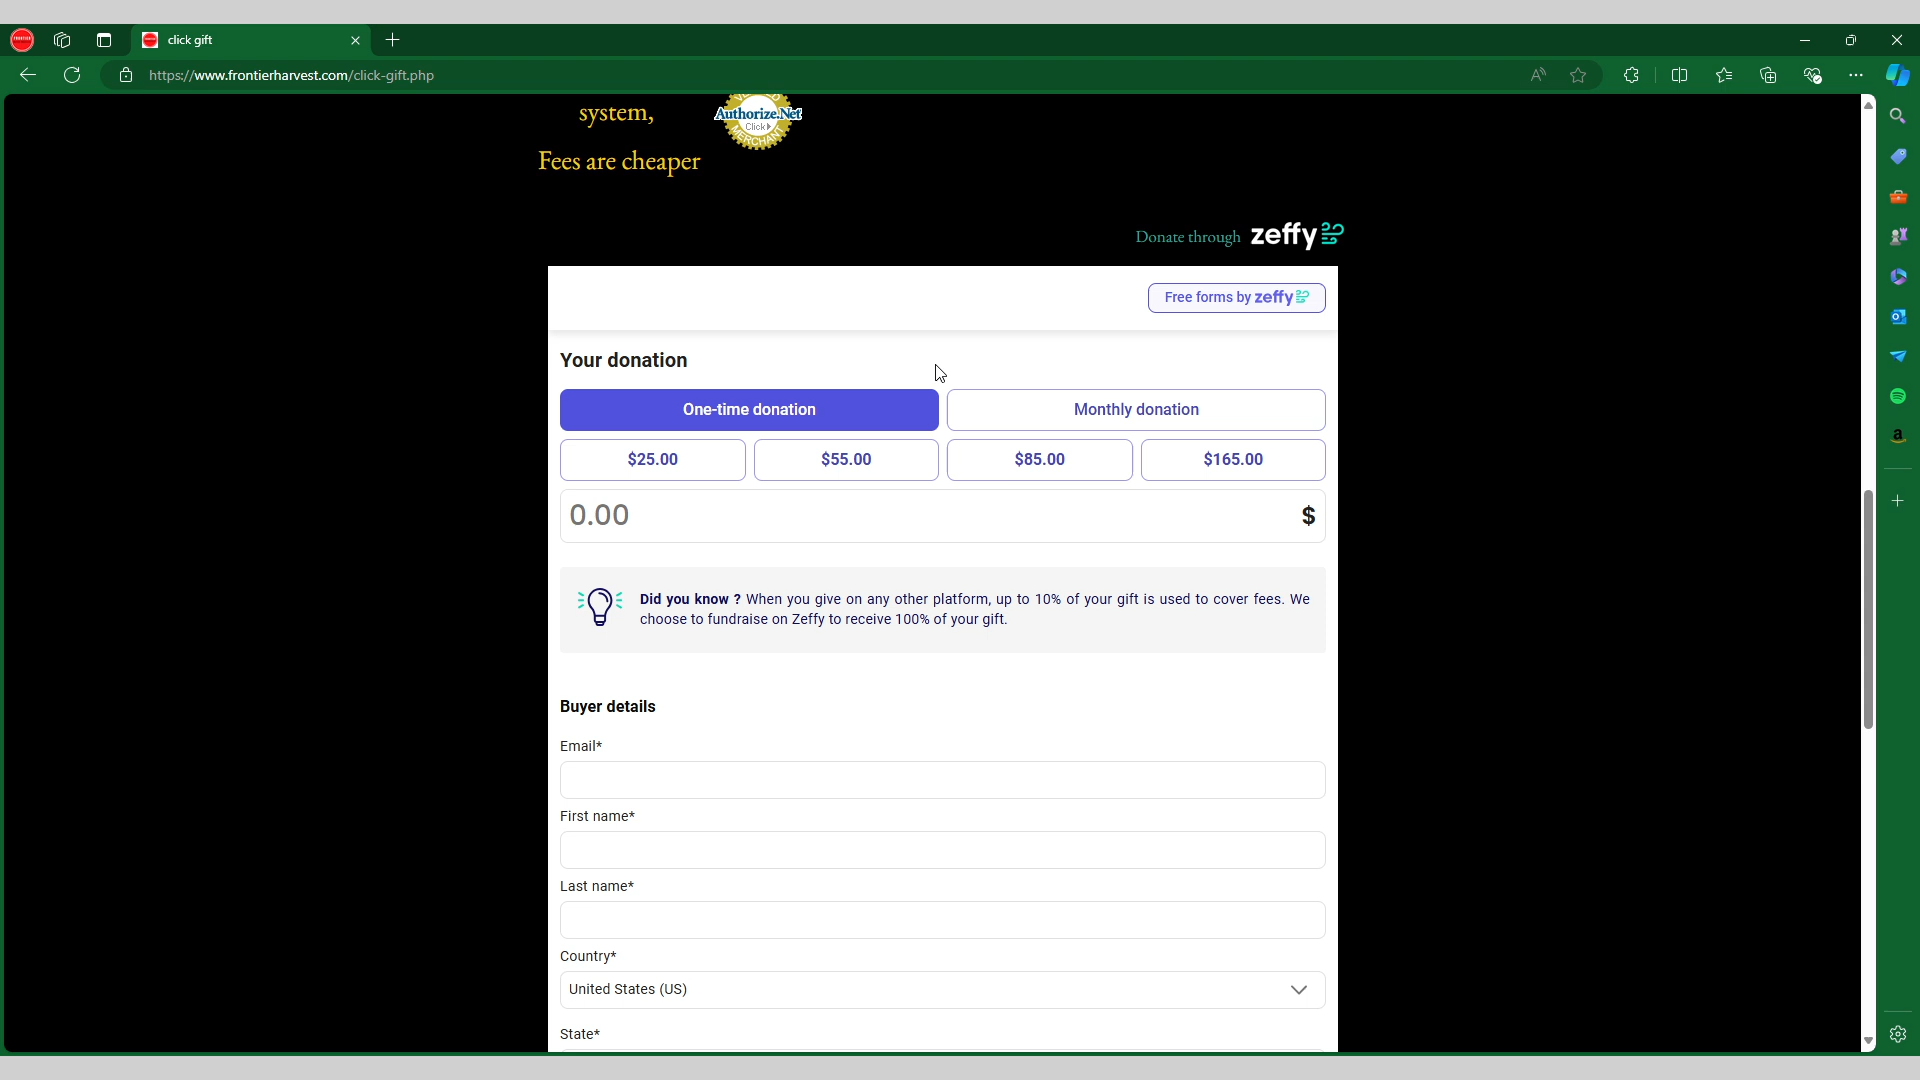 click gift
https://www.frontierharvest.com/click-gift.php
system,
Authorize.Net
Click
MERCHANT
Fees are cheaper
Donate through zeffy
Free forms by zeffy
Your donation
One-time donation
Monthly donation
$25.00
$55.00
$85.00
$165.00
0.00
$
Did you know ? When you give on any other platform, up to 10% of your gift is used to cover fees. We
choose to fundraise on Zeffy to receive 100% of your gift.
Buyer details
Email*
First name*
Last name*
Country*
United States (US)
State*